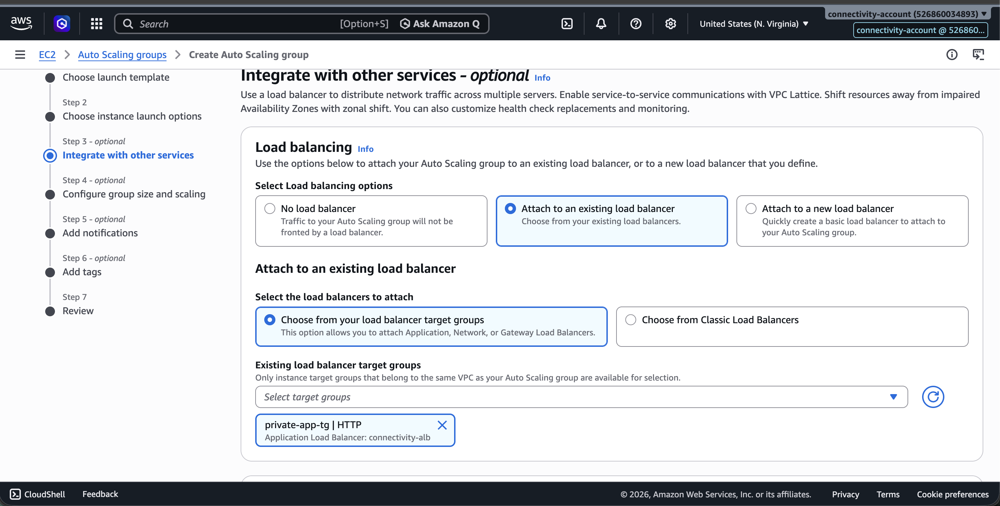 aws
Search
[Option+S]
Ask Amazon Q
United States (N. Virginia)
connectivity-account (526860034893)
connectivity-account @ 526860...
EC2
Auto Scaling groups
Create Auto Scaling group
Choose launch template
Step 2
Choose instance launch options
Step 3 - optional
Integrate with other services
Step 4 - optional
Configure group size and scaling
Step 5 - optional
Add notifications
Step 6 - optional
Add tags
Step 7
Review
Integrate with other services - optional Info
Use a load balancer to distribute network traffic across multiple servers. Enable service-to-service communications with VPC Lattice. Shift resources away from impaired
Availability Zones with zonal shift. You can also customize health check replacements and monitoring.
Load balancing Info
Use the options below to attach your Auto Scaling group to an existing load balancer, or to a new load balancer that you define.
Select Load balancing options
No load balancer
Traffic to your Auto Scaling group will not be
fronted by a load balancer.
Attach to an existing load balancer
Choose from your existing load balancers.
Attach to a new load balancer
Quickly create a basic load balancer to attach to
your Auto Scaling group.
Attach to an existing load balancer
Select the load balancers to attach
Choose from your load balancer target groups
This option allows you to attach Application, Network, or Gateway Load Balancers.
Choose from Classic Load Balancers
Existing load balancer target groups
Only instance target groups that belong to the same VPC as your Auto Scaling group are available for selection.
Select target groups
private-app-tg | HTTP
Application Load Balancer: connectivity-alb
CloudShell
Feedback
© 2026, Amazon Web Services, Inc. or its affiliates.
Privacy
Terms
Cookie preferences